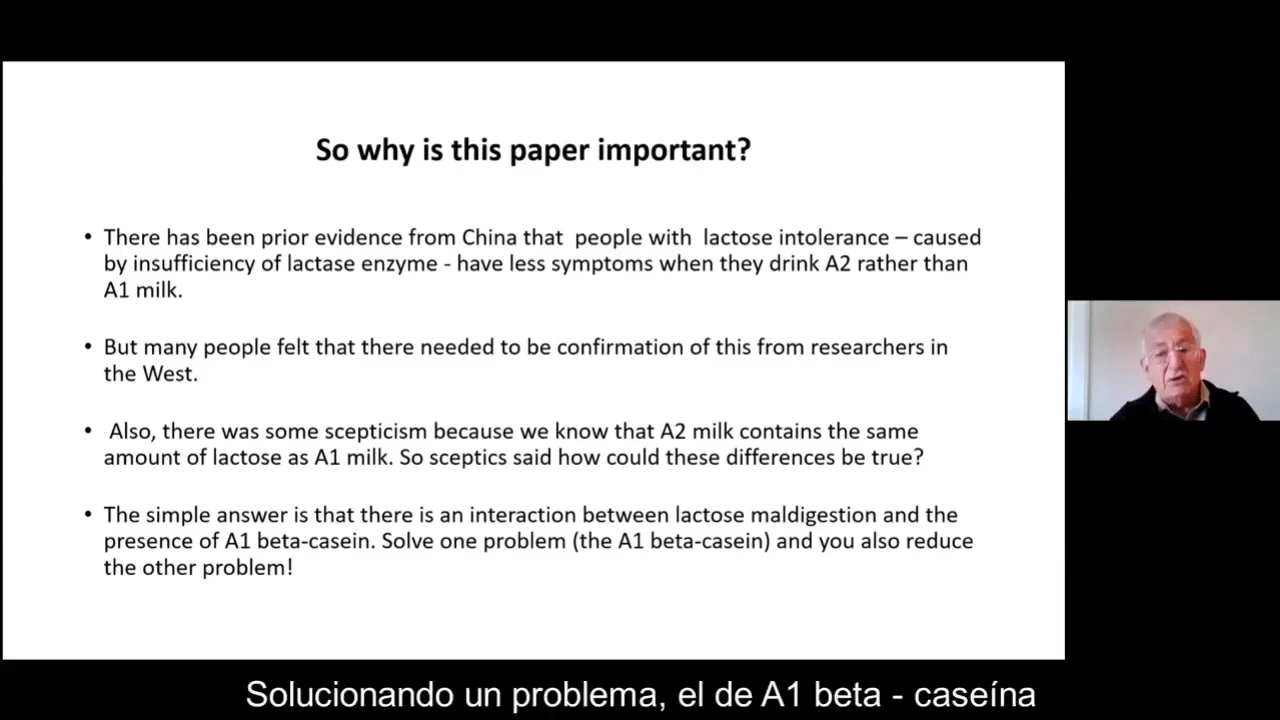 So why is this paper important?
• There has been prior evidence from China that people with lactose intolerance – caused
by insufficiency of lactase enzyme - have less symptoms when they drink A2 rather than
A1 milk.
• But many people felt that there needed to be confirmation of this from researchers in
the West.
• Also, there was some scepticism because we know that A2 milk contains the same
amount of lactose as A1 milk. So sceptics said how could these differences be true?
• The simple answer is that there is an interaction between lactose maldigestion and the
presence of A1 beta-casein. Solve one problem (the A1 beta-casein) and you also reduce
the other problem!
Solucionando un problema, el de A1 beta - caseína